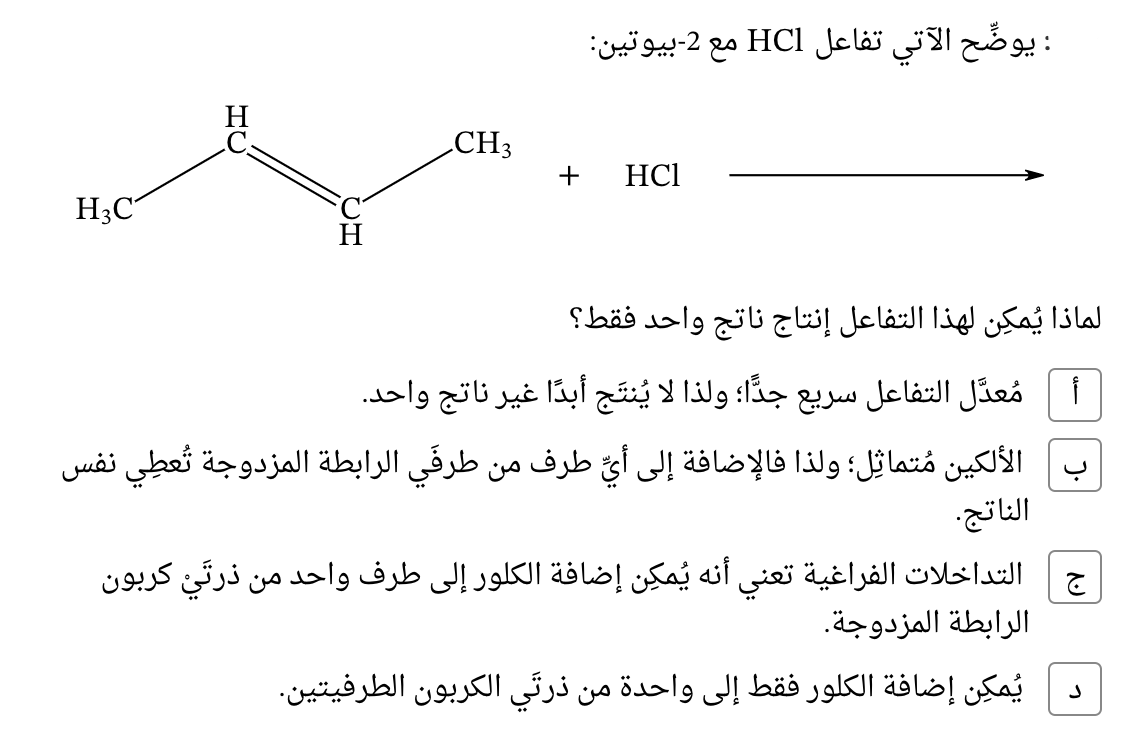 : يوضِّح الآتي تفاعل HCl مع 2-بيوتين:
H
C
CH₃
+ HCl
H₃C
C
H
لماذا يُمكِن لهذا التفاعل إنتاج ناتج واحد فقط؟
أ مُعدَّل التفاعل سريع جدًّا؛ ولذا لا يُنتَج أبدًا غير ناتج واحد.
ب الألكين مُتماثِل؛ ولذا فالإضافة إلى أيِّ طرف من طرفَي الرابطة المزدوجة تُعطِي نفس
الناتج.
ج التداخلات الفراغية تعني أنه يُمكِن إضافة الكلور إلى طرف واحد من ذرتَيْ كربون
الرابطة المزدوجة.
د يُمكِن إضافة الكلور فقط إلى واحدة من ذرتَي الكربون الطرفيتين.